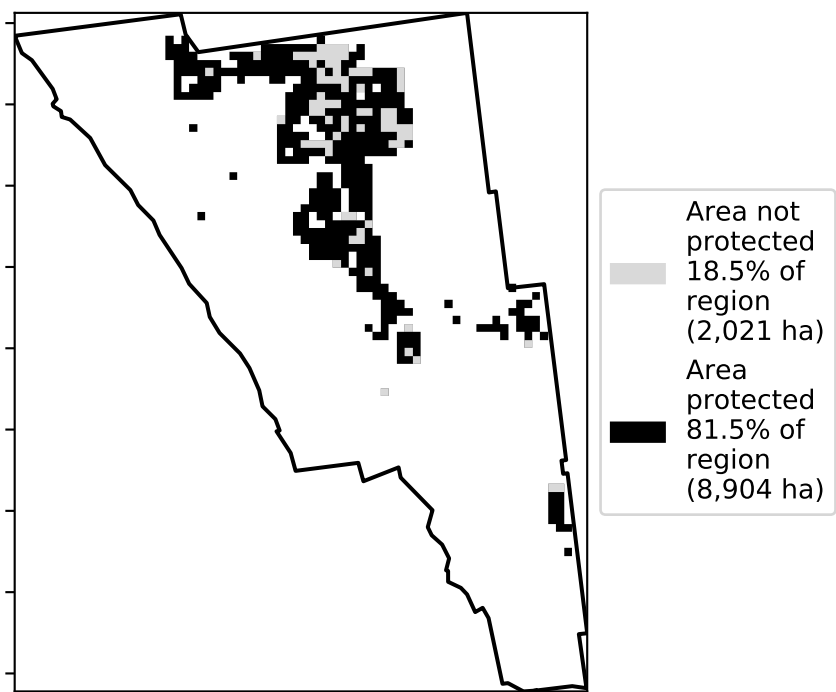 Area not
protected
18.5% of
region
(2,021 ha)
Area
protected
81.5% of
region
(8,904 ha)